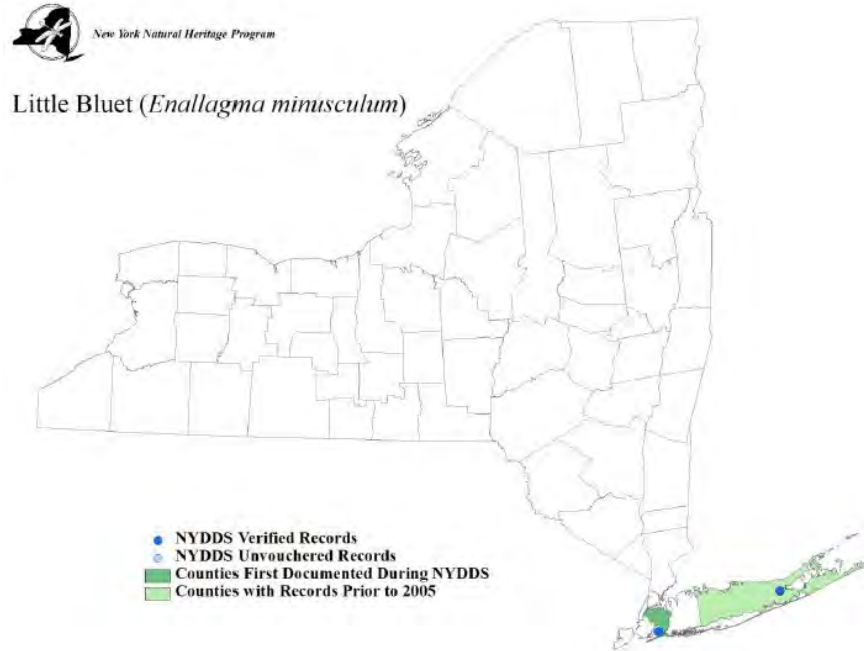 New York Natural Heritage Program
Little Bluet (Enallagma minusculum)
NYDDS Verified Records
NYDDS Unvouchered Records
Counties First Documented During NYDDS
Counties with Records Prior to 2005